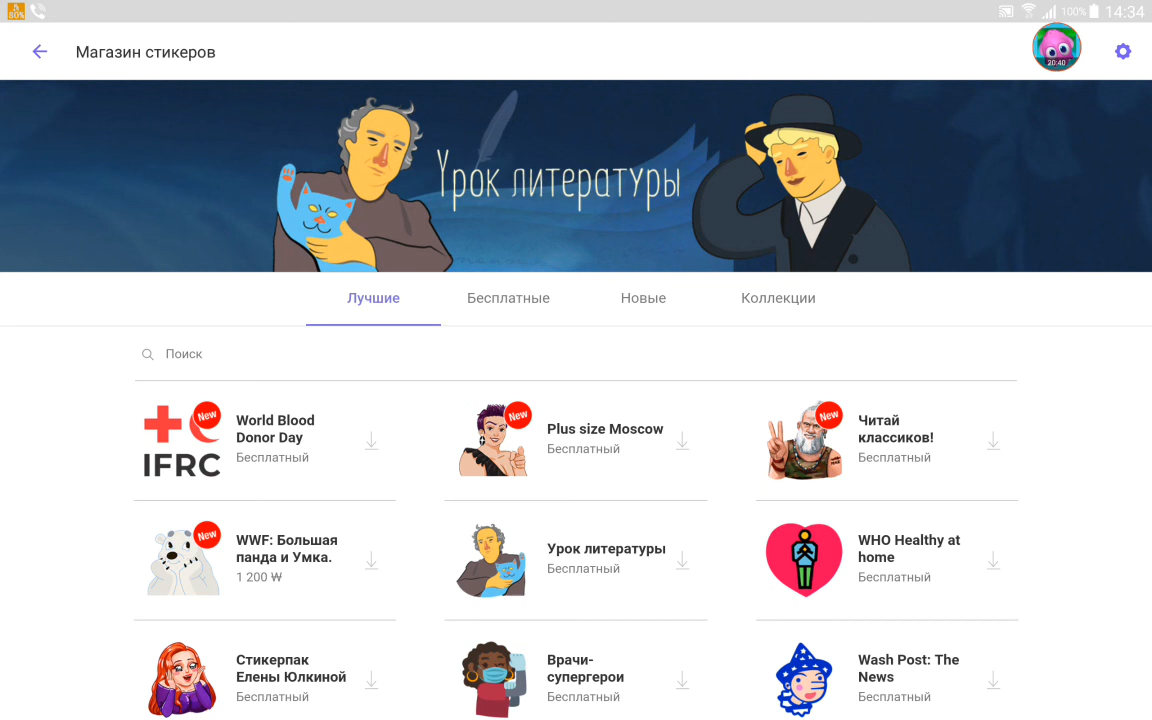 80%
100%
14:34
Магазин стикеров
20:40
Урок литературы
Лучшие
Бесплатные
Новые
Коллекции
Поиск
New
IFRC
World Blood
Donor Day
Бесплатный
New
Plus size Moscow
Бесплатный
New
Читай
классиков!
Бесплатный
New
WWF: Большая
панда и Умка.
1 200 ₩
Урок литературы
Бесплатный
WHO Healthy at
home
Бесплатный
Стикерпак
Елены Юлкиной
Бесплатный
Врачи-
супергерои
Бесплатный
Wash Post: The
News
Бесплатный